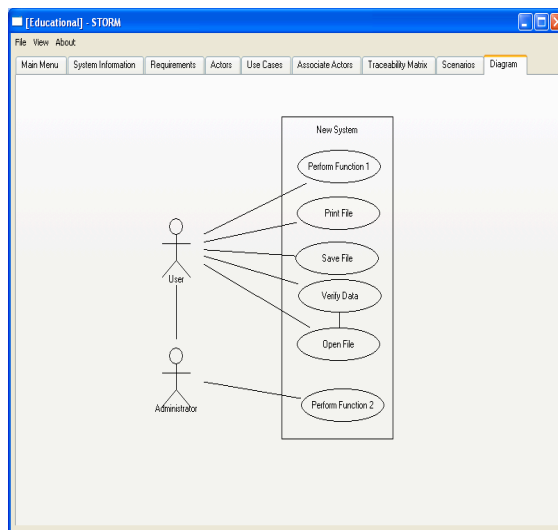 [Educational] - STORM
File View About
Main Menu System Information Requirements Actors Use Cases Associate Actors Traceability Matrix Scenarios Diagram
New System
Perform Function 1
Print File
Save File
User
Verify Data
Open File
Administrator
Perform Function 2